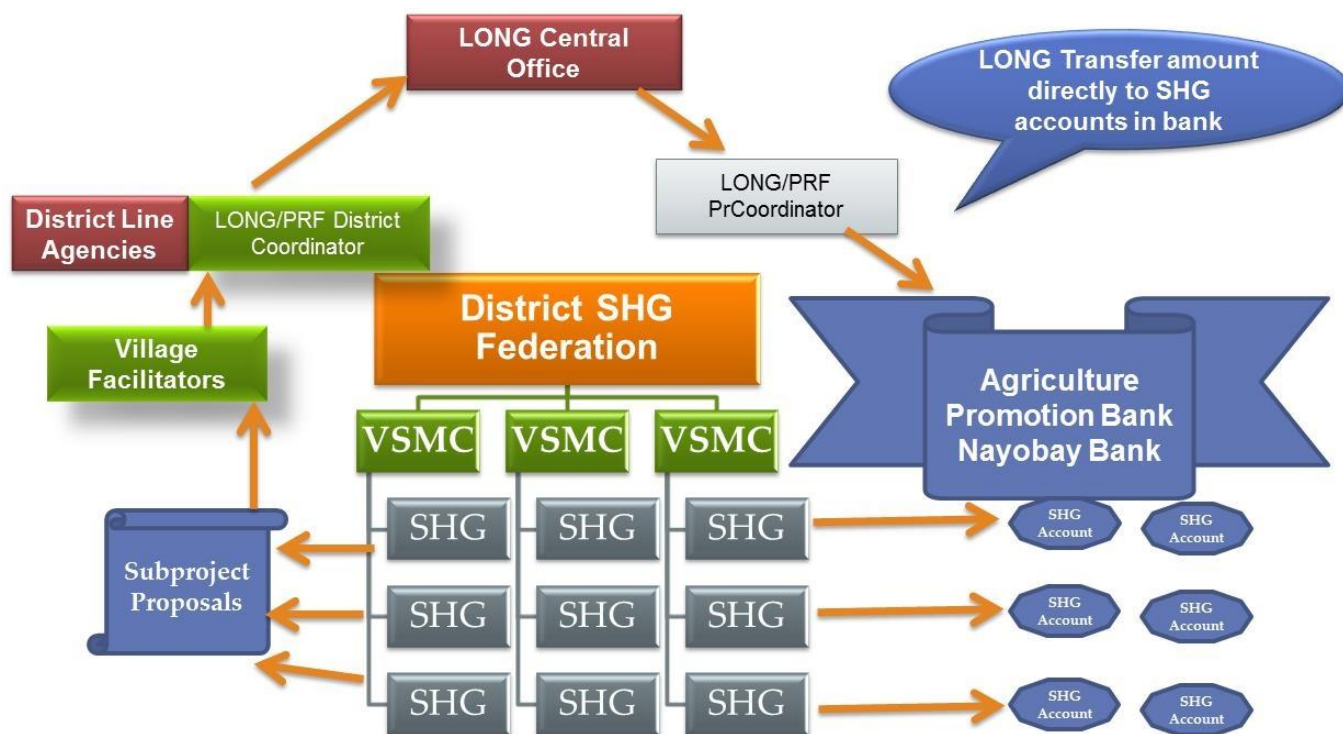 LONG Central
Office
LONG Transfer amount
directly to SHG
accounts in bank
LONG/PRF
PrCoordinator
District Line
Agencies
LONG/PRF District
Coordinator
District SHG
Federation
Village
Facilitators
Agriculture
Promotion Bank
Nayobay Bank
VSMC
VSMC
VSMC
Subproject
Proposals
SHG
SHG
SHG
SHG
SHG
SHG
SHG
SHG
SHG
SHG
Account
SHG
Account
SHG
Account
SHG
Account
SHG
Account
SHG
Account